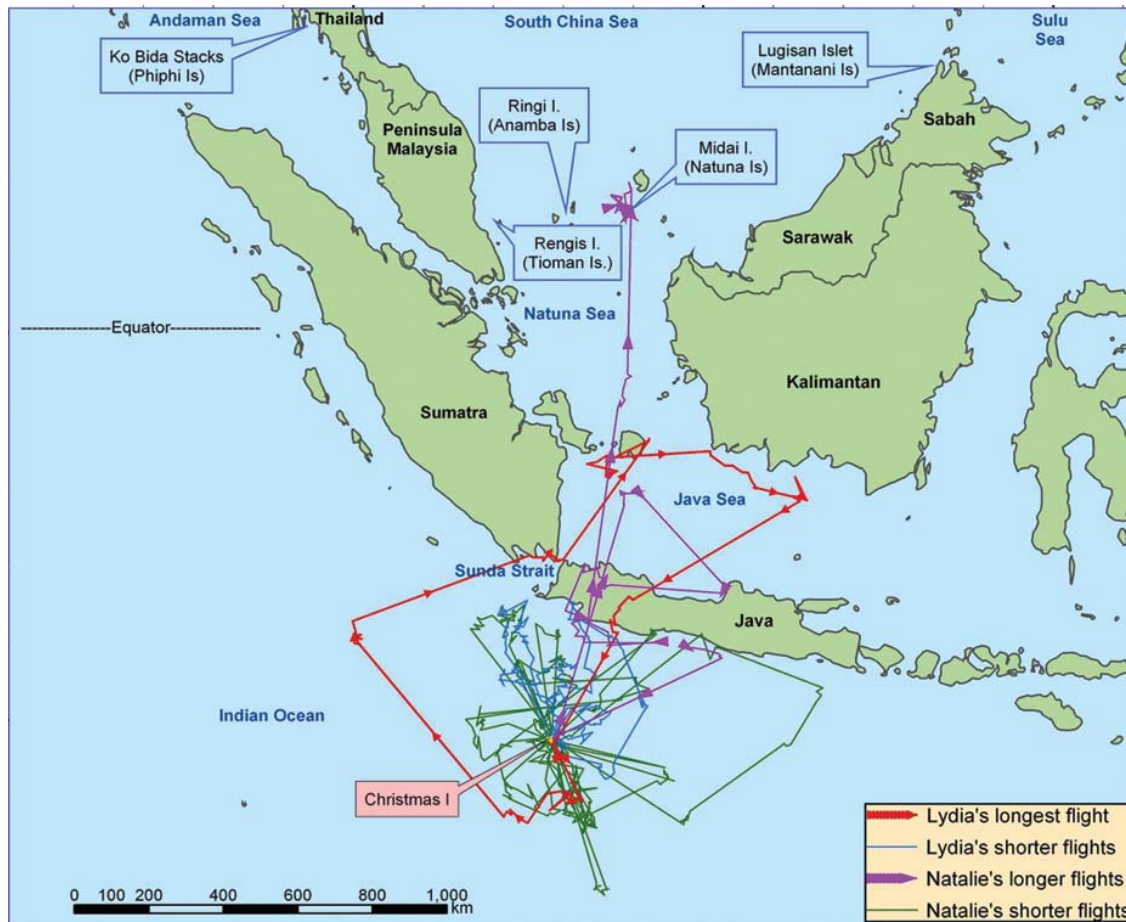 Andaman Sea
Thailand
South China Sea
Sulu
Sea
Ko Bida Stacks
(Phiphi Is)
Lugisan Islet
(Mantanani Is)
Ringi I.
(Anamba Is)
Peninsula
Malaysia
Sabah
Midai I.
(Natuna Is)
Rengis I.
(Tioman Is.)
Sarawak
Natuna Sea
Equator
Kalimantan
Sumatra
Java Sea
Sunda Strait
Java
Indian Ocean
Christmas I
Lydia's longest flight
Lydia's shorter flights
Natalie's longer flights
Natalie's shorter flights
0 200 400 600 800 1,000
km